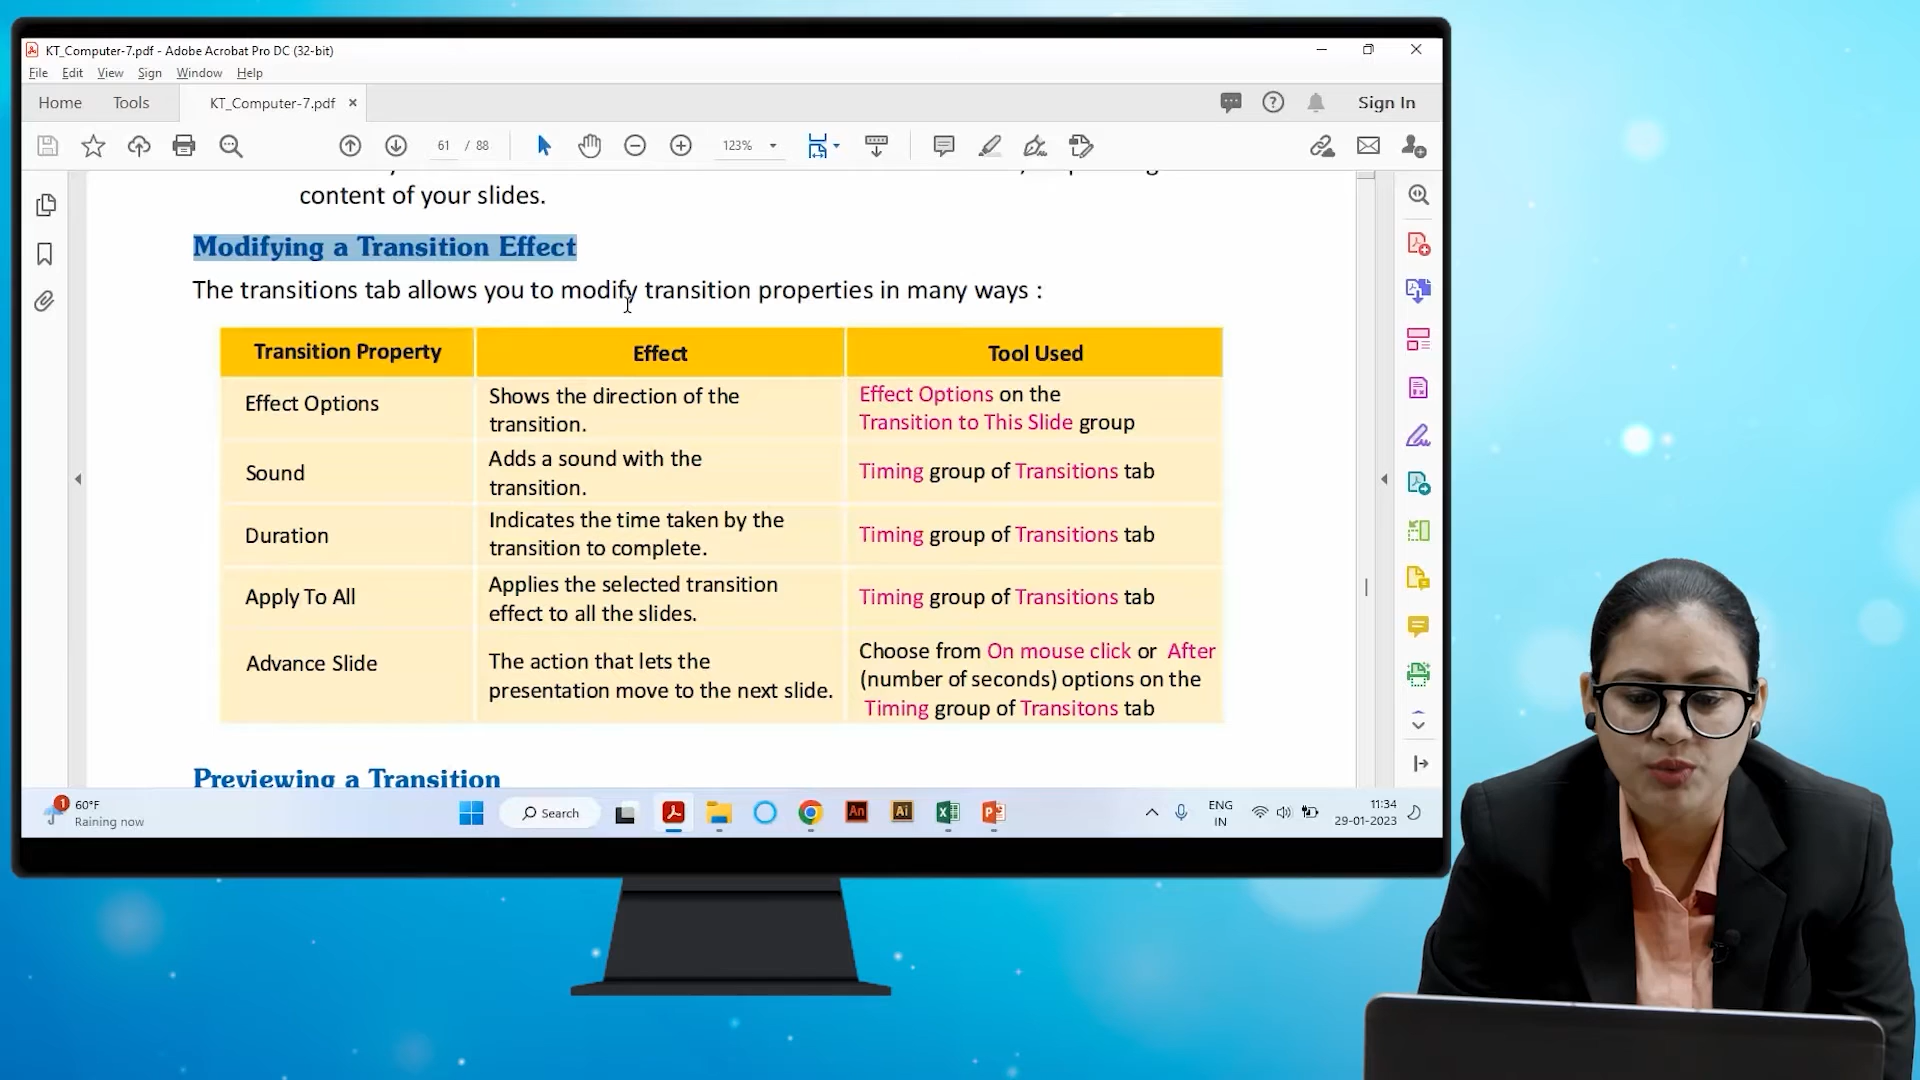 KT_Computer-7.pdf - Adobe Acrobat Pro DC (32-bit)
File Edit View Sign Window Help
Home Tools KT_Computer-7.pdf Sign In
61 / 88 123%
content of your slides.
Modifying a Transition Effect
The transitions tab allows you to modify transition properties in many ways :
Transition Property Effect Tool Used
Effect Options
Shows the direction of the
transition.
Effect Options on the
Transition to This Slide group
Sound
Adds a sound with the
transition.
Timing group of Transitions tab
Duration
Indicates the time taken by the
transition to complete.
Timing group of Transitions tab
Apply To All
Applies the selected transition
effect to all the slides.
Timing group of Transitions tab
Advance Slide
The action that lets the
presentation move to the next slide.
Choose from On mouse click or After
(number of seconds) options on the
Timing group of Transitons tab
Previewing a Transition
1
60°F
Raining now
Search
An
Ai
ENG
IN
11:34
29-01-2023